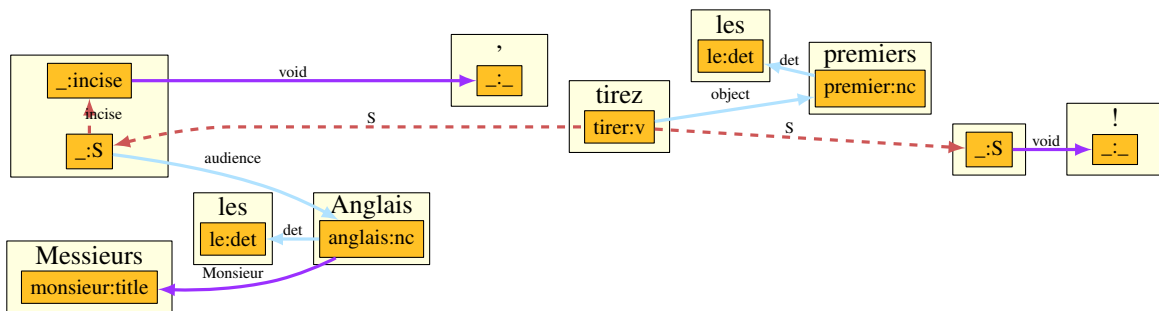 les
le:det
det
premiers
premier:nc
,
_:_
_:incise
void
incise
_:S
tirez
tirer:v
object
S
S
_:S
void
!
_:_
audience
les
le:det
det
Anglais
anglais:nc
Messieurs
monsieur:title
Monsieur